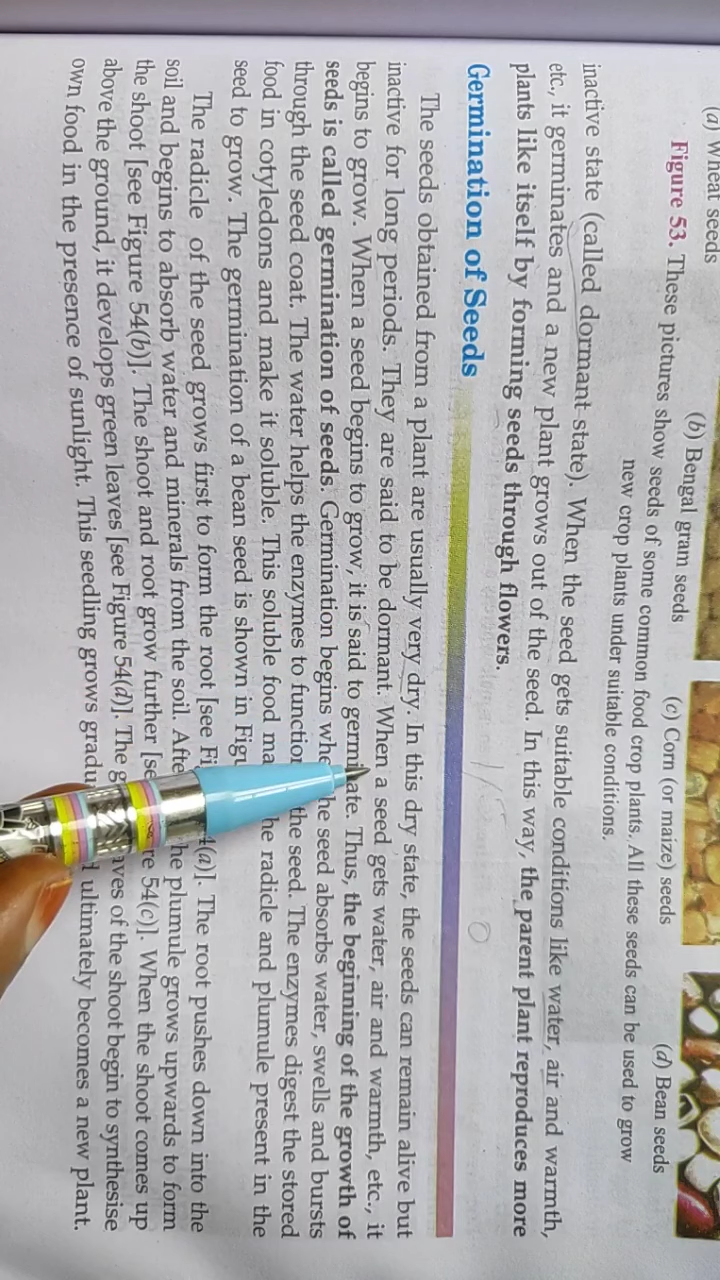 (a) Wheat seeds (b) Bengal gram seeds (c) Corn (or maize) seeds (d) Bean seeds
Figure 53. These pictures show seeds of some common food crop plants. All these seeds can be used to grow
new crop plants under suitable conditions.
inactive state (called dormant state). When the seed gets suitable conditions like water, air and warmth,
etc., it germinates and a new plant grows out of the seed. In this way, the parent plant reproduces more
plants like itself by forming seeds through flowers.
Germination of Seeds
The seeds obtained from a plant are usually very dry. In this dry state, the seeds can remain alive but
inactive for long periods. They are said to be dormant. When a seed gets water, air and warmth, etc., it
begins to grow. When a seed begins to grow, it is said to germinate. Thus, the beginning of the growth of
seeds is called germination of seeds. Germination begins the seed absorbs water, swells and bursts
through the seed coat. The water helps the enzymes to function the seed. The enzymes digest the stored
food in cotyledons and make it soluble. This soluble food the radicle and plumule present in the
seed to grow. The germination of a bean seed is shown in
The radicle of the seed grows first to form the root [see The root pushes down into the
soil and begins to absorb water and minerals from the soil. the plumule grows upwards to form
the shoot [see Figure 54(b)]. The shoot and root grow further 54(c)]. When the shoot comes up
above the ground, it develops green leaves [see Figure 54(d)]. The of the shoot begin to synthesise
own food in the presence of sunlight. This seedling grows ultimately becomes a new plant.